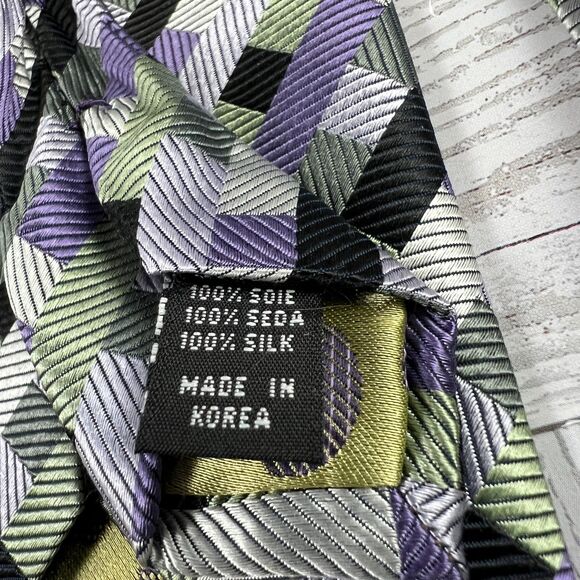 100% SOIE
100% SEDA
100% SILK
MADE IN
KOREA